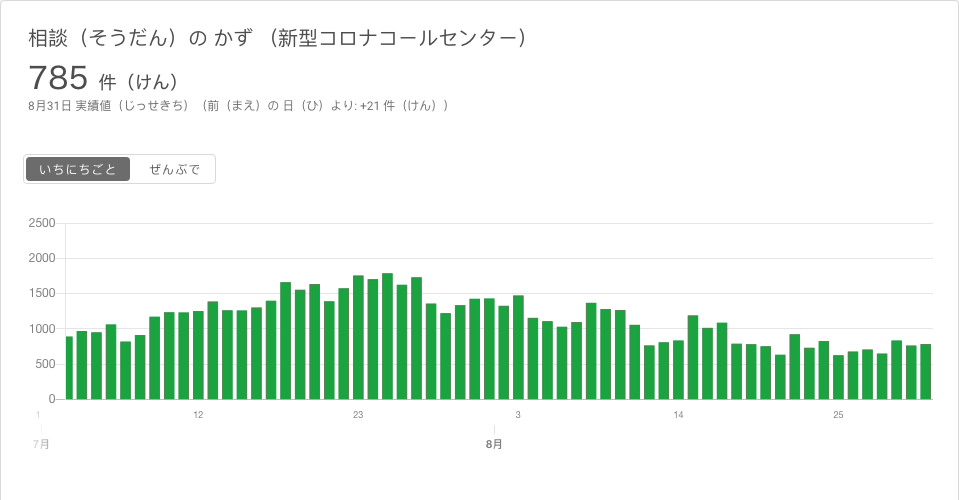 相談（そうだん）の かず （新型コロナコールセンター）
785 件（けん）
8月31日 実績値（じっせきち）（前（まえ）の 日（ひ）より: +21 件（けん））
いちにちごと ぜんぶで
2500
2000
1500
1000
500
0
1 12 23 3 14 25
7月 8月